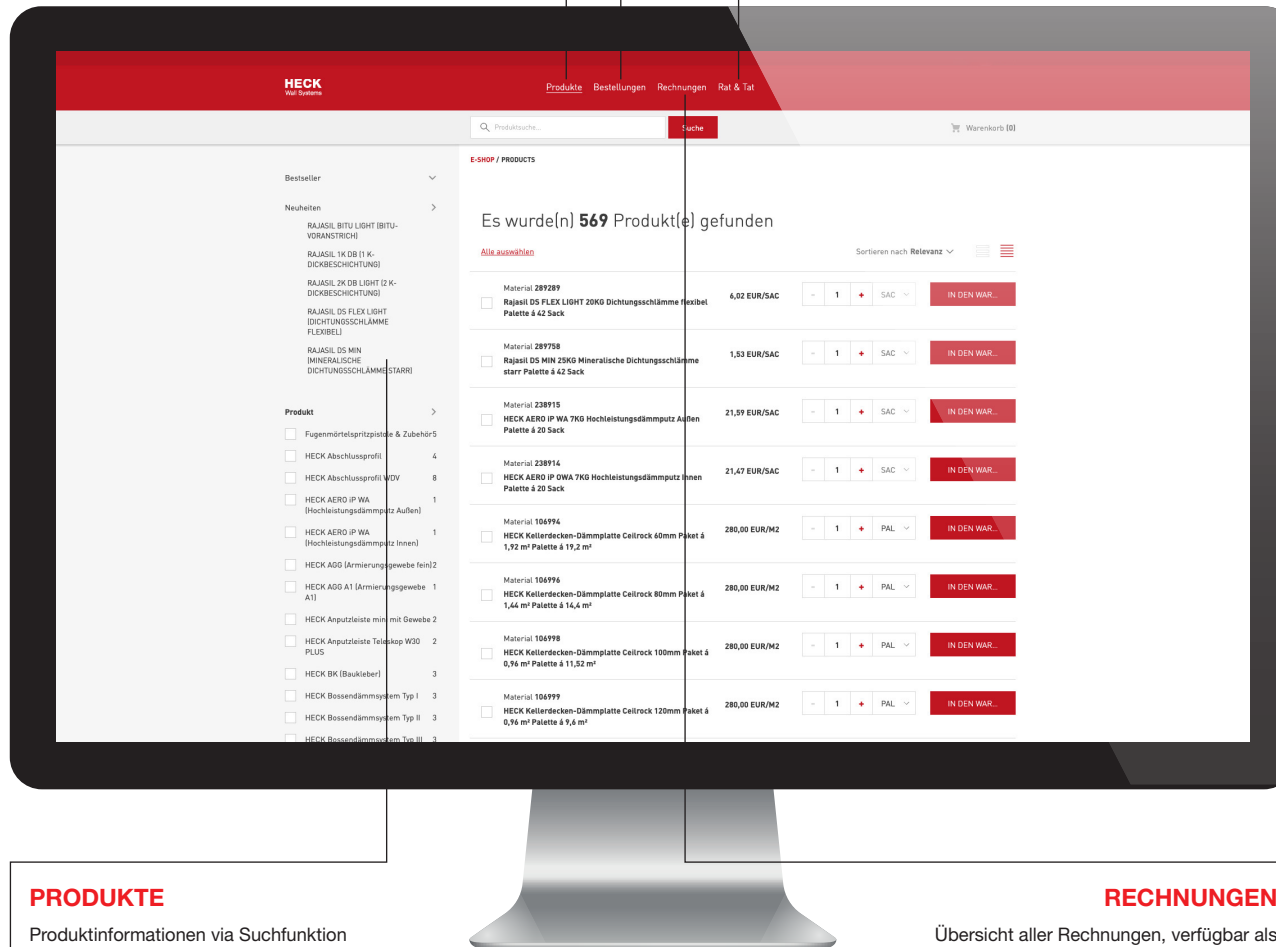 HECK
Wall Systems
Produkte Bestellungen Rechnungen Rat & Tat
Produktsuche... Suche
Warenkorb (0)
E-SHOP / PRODUCTS
Bestseller
Neuheiten
RAJASIL BITU LIGHT (BITU-
VORANSTRICH)
RAJASIL 1K DB (1 K-
DICKBESCHICHTUNG)
RAJASIL 2K DB LIGHT (2 K-
DICKBESCHICHTUNG)
RAJASIL DS FLEX LIGHT
(DICHTUNGSSCHLÄMME
FLEXIBEL)
RAJASIL DS MIN
(MINERALISCHE
DICHTUNGSSCHLÄMME STARR)
Produkt
Fugenmörtelspritzpistole & Zubehör 5
HECK Abschlussprofil 4
HECK Abschlussprofil WDV 8
HECK AERO iP WA 1
(Hochleistungsdämmputz Außen)
HECK AERO iP WA 1
(Hochleistungsdämmputz Innen)
HECK AGG (Armierungsgewebe fein) 2
HECK AGG A1 (Armierungsgewebe 1
A1)
HECK Anputzleiste mini mit Gewebe 2
HECK Anputzleiste Teleskop W30 2
PLUS
HECK BK (Baukleber) 3
HECK Bossendämmsystem Typ I 3
HECK Bossendämmsystem Typ II 3
HECK Bossendämmsystem Typ III 3
Es wurde(n) 569 Produkt(e) gefunden
Alle auswählen
Sortieren nach Relevanz
Material 289289
Rajasil DS FLEX LIGHT 20KG Dichtungsschlämme flexibel
Palette á 42 Sack
6,02 EUR/SAC - 1 + SAC IN DEN WAR...
Material 289758
Rajasil DS MIN 25KG Mineralische Dichtungsschlämme
starr Palette á 42 Sack
1,53 EUR/SAC - 1 + SAC IN DEN WAR...
Material 238915
HECK AERO iP WA 7KG Hochleistungsdämmputz Außen
Palette á 20 Sack
21,59 EUR/SAC - 1 + SAC IN DEN WAR...
Material 238914
HECK AERO iP OWA 7KG Hochleistungsdämmputz Innen
Palette á 20 Sack
21,47 EUR/SAC - 1 + SAC IN DEN WAR...
Material 106994
HECK Kellerdecken-Dämmplatte Ceilrock 60mm Paket á
1,92 m² Palette á 19,2 m²
280,00 EUR/M2 - 1 + PAL IN DEN WAR...
Material 106996
HECK Kellerdecken-Dämmplatte Ceilrock 80mm Paket á
1,44 m² Palette á 14,4 m²
280,00 EUR/M2 - 1 + PAL IN DEN WAR...
Material 106998
HECK Kellerdecken-Dämmplatte Ceilrock 100mm Paket á
0,96 m² Palette á 11,52 m²
280,00 EUR/M2 - 1 + PAL IN DEN WAR...
Material 106999
HECK Kellerdecken-Dämmplatte Ceilrock 120mm Paket á
0,96 m² Palette á 9,6 m²
280,00 EUR/M2 - 1 + PAL IN DEN WAR...
PRODUKTE
Produktinformationen via Suchfunktion
RECHNUNGEN
Übersicht aller Rechnungen, verfügbar als